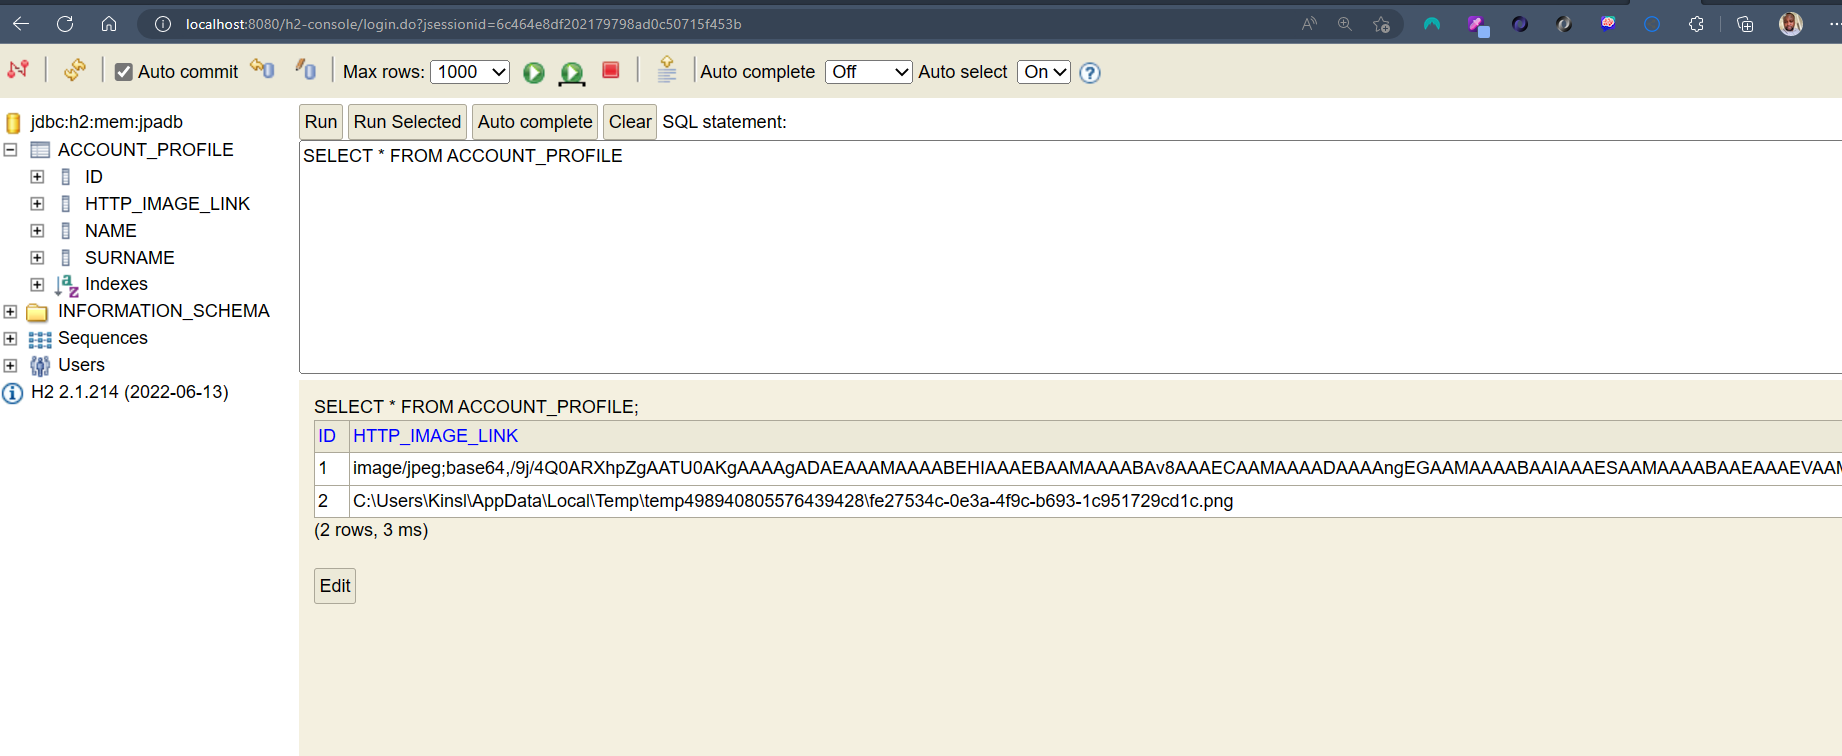 localhost:8080/h2-console/login.do?jsessionid=6c464e8df202179798ad0c50715f453b
Auto commit Max rows: 1000 Auto complete Off Auto select On
jdbc:h2:mem:jpadb
ACCOUNT_PROFILE
ID
HTTP_IMAGE_LINK
NAME
SURNAME
Indexes
INFORMATION_SCHEMA
Sequences
Users
H2 2.1.214 (2022-06-13)
Run Run Selected Auto complete Clear SQL statement:
SELECT * FROM ACCOUNT_PROFILE
SELECT * FROM ACCOUNT_PROFILE;
ID HTTP_IMAGE_LINK
1 image/jpeg;base64,/9j/4Q0ARXhpZgAATU0AKgAAAAgADAEAAAMAAAABEHIAAAEBAAMAAAABAv8AAAECAAMAAAADAAAAngEGAAMAAAABAAIAAAESAAMAAAABAAEAAAEVAAM
2 C:\Users\Kinsl\AppData\Local\Temp\temp498940805576439428\fe27534c-0e3a-4f9c-b693-1c951729cd1c.png
(2 rows, 3 ms)
Edit